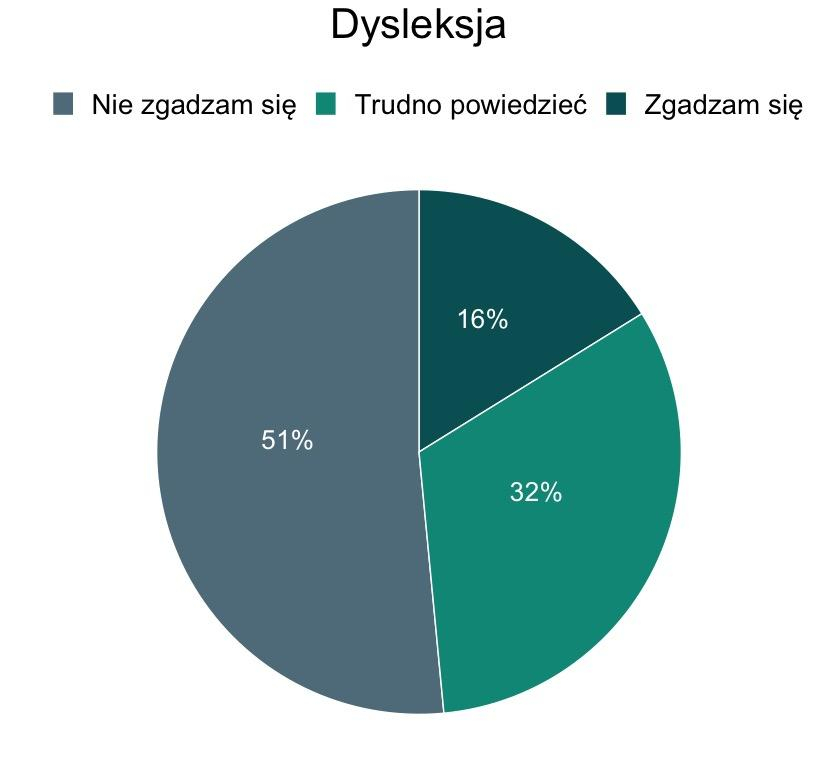 Dysleksja
Nie zgadzam się Trudno powiedzieć Zgadzam się
16%
51%
32%